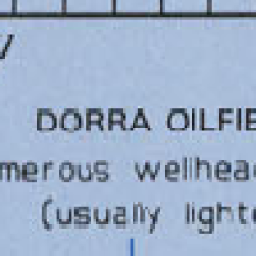 DORRA OILFIE
merous wellhea
(usually lighte